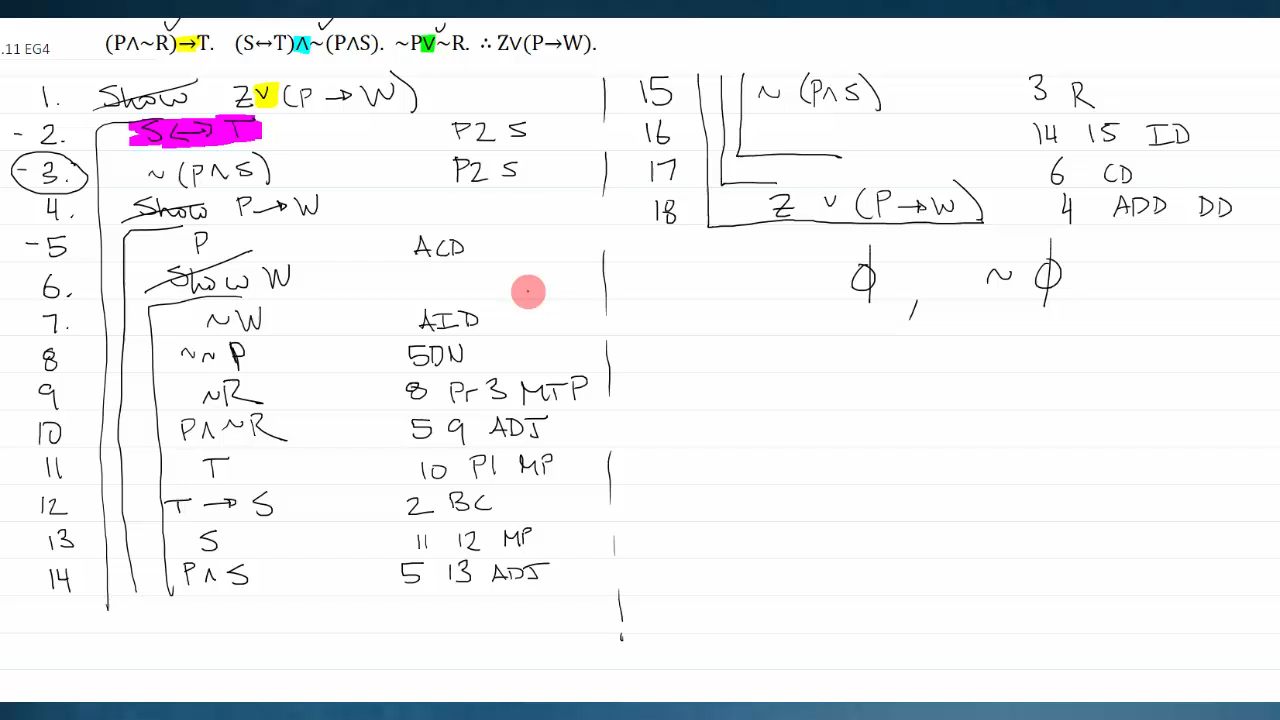 .11 EG4 (P∧~R)→T. (S↔T)∧~(P∧S). ~P∨~R. ∴ Z∨(P→W).
1. Show Z∨(P→W)
-2. S↔T P2 S
-3. ~(P∧S) P2 S
4. Show P→W
-5 P ACD
6. Show W
7. ~W AID
8 ~~P 5DN
9 ~R 8 Pr3 MTP
10 P∧~R 5 9 ADJ
11 T 10 P1 MP
12 T→S 2 BC
13 S 11 12 MP
14 P∧S 5 13 ADJ
15 ~(P∧S) 3 R
16 14 15 ID
17 6 CD
18 Z ∨ (P→W) 4 ADD DD
φ, ~φ